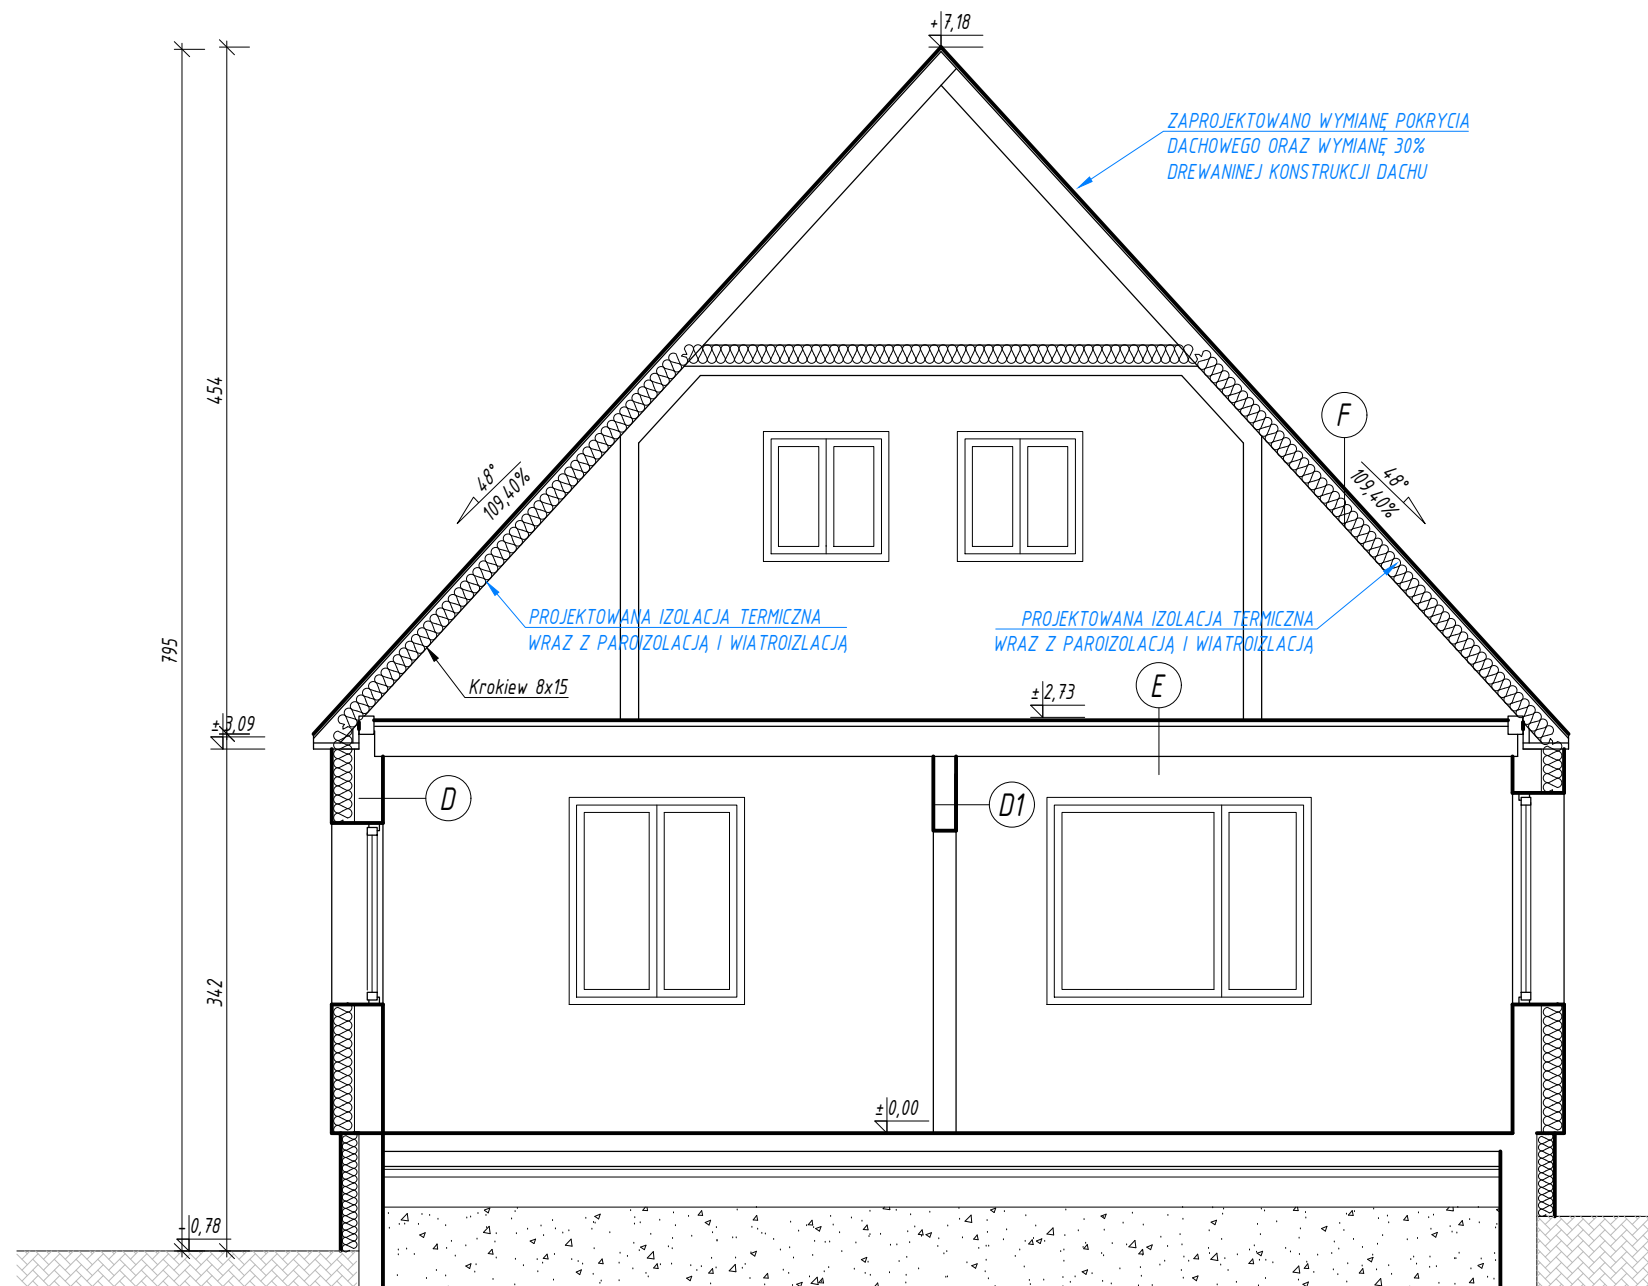 +7,18
ZAPROJEKTOWANO WYMIANĘ POKRYCIA
DACHOWEGO ORAZ WYMIANĘ 30%
DREWANINEJ KONSTRUKCJI DACHU
454
F
48°
109,40%
48°
109,40%
PROJEKTOWANA IZOLACJA TERMICZNA
WRAZ Z PAROIZOLACJĄ I WIATROIZLACJĄ
PROJEKTOWANA IZOLACJA TERMICZNA
WRAZ Z PAROIZOLACJĄ I WIATROIZLACJĄ
795
Krokiew 8x15
±2,73
E
±3,09
D
D1
342
±0,00
-0,78